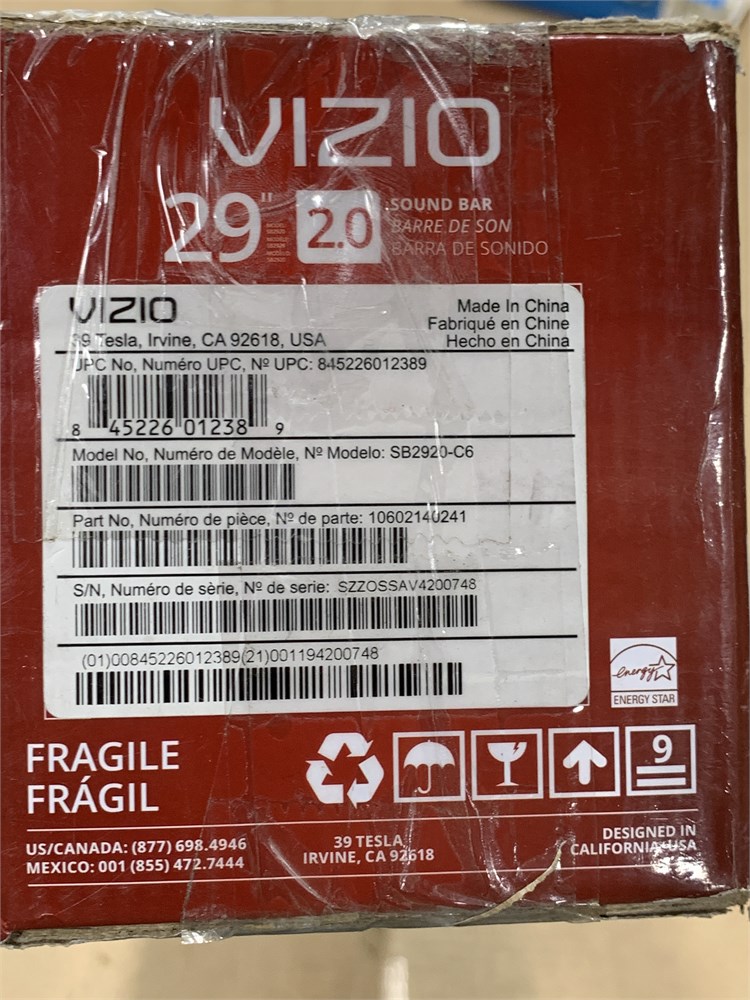 VIZIO
29" 2.0 SOUND BAR
BARRE DE SON
BARRA DE SONIDO
VIZIO
39 Tesla, Irvine, CA 92618, USA
Made In China
Fabriqué en Chine
Hecho en China
UPC No, Numéro UPC, Nº UPC: 845226012389
8 45226 01238 9
Model No, Numéro de Modèle, Nº Modelo: SB2920-C6
Part No, Numéro de pièce, Nº de parte: 10602140241
S/N, Numéro de sèrie, Nº de serie: SZZOSSAV4200748
(01)00845226012389(21)001194200748
energy
ENERGY STAR
FRAGILE
FRÁGIL
9
US/CANADA: (877) 698.4946
MEXICO: 001 (855) 472.7444
39 TESLA
IRVINE, CA 92618
DESIGNED IN
CALIFORNIA, USA